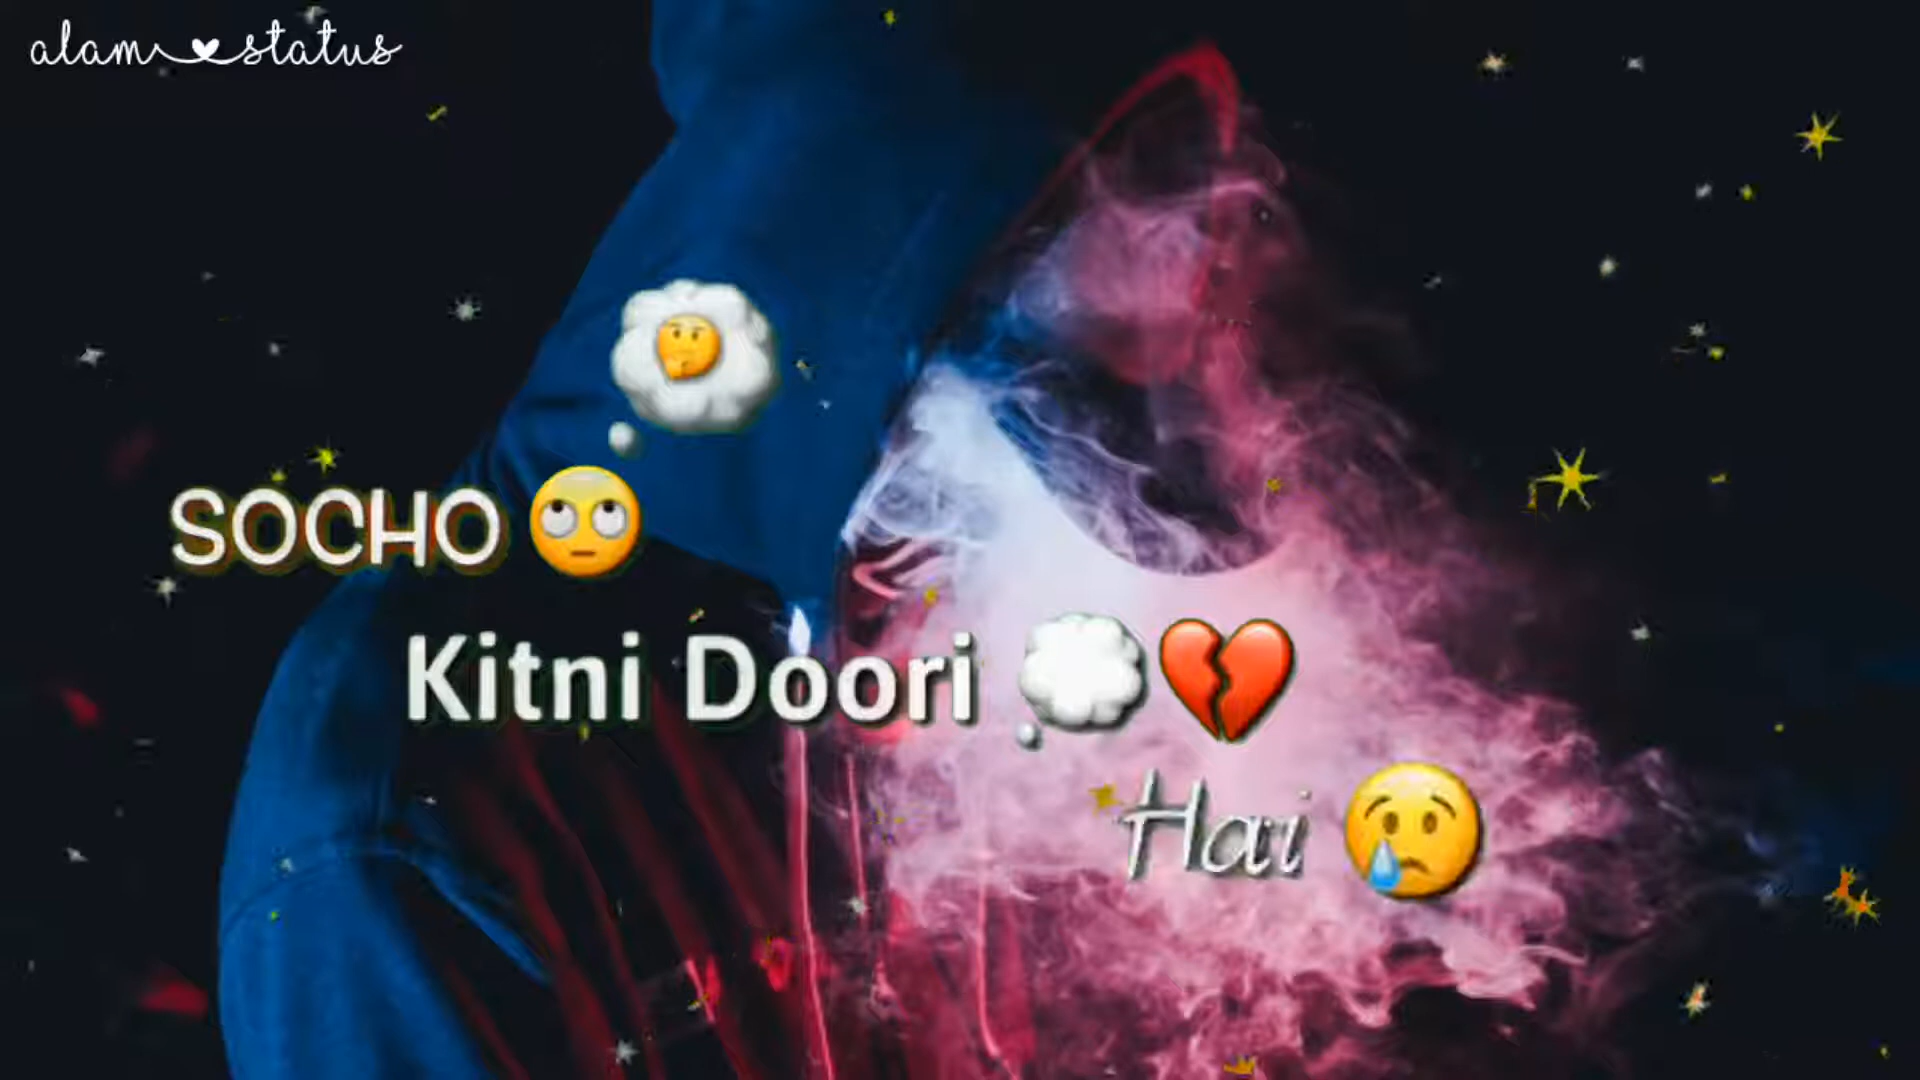 alam status
SOCHO 🙄
Kitni Doori 💭💔
Hai 😢